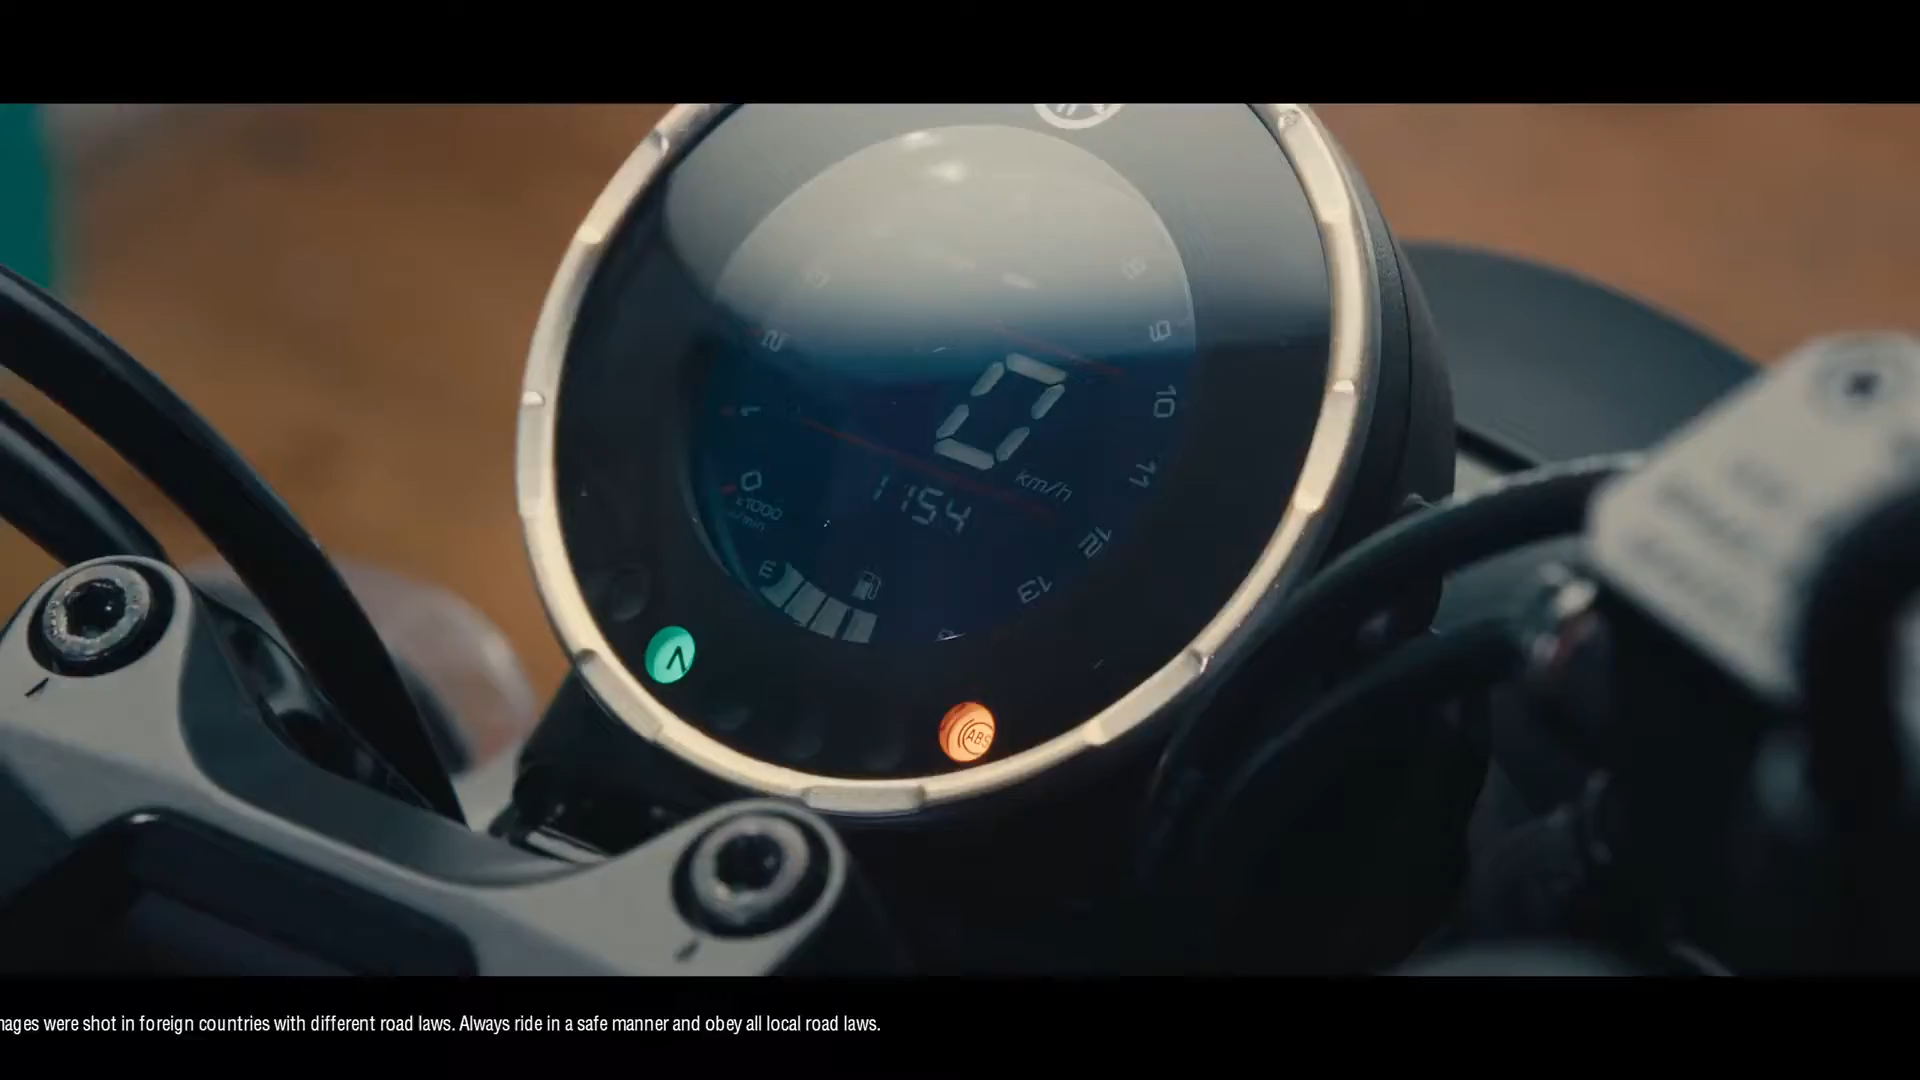 2
9
1
10
0
0
km/h
x1000
r/min
1154
11
12
13
E
ABS
mages were shot in foreign countries with different road laws. Always ride in a safe manner and obey all local road laws.